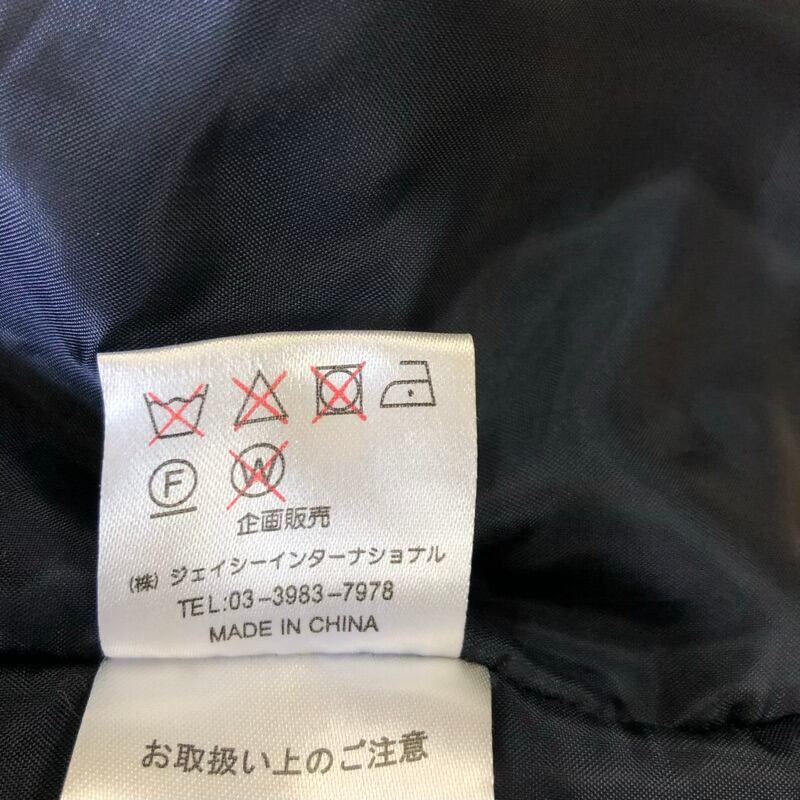 F W
企画販売
(株) ジェイシーインターナショナル
TEL:03-3983-7978
MADE IN CHINA
お取扱い上のご注意